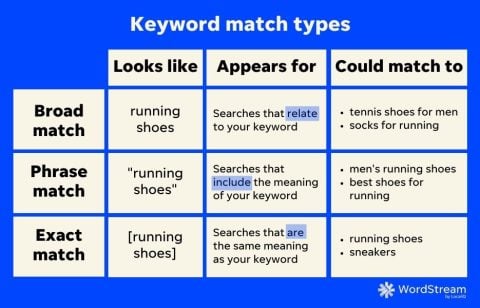 Keyword match types
Looks like
Appears for
Could match to
Broad
match
running
shoes
Searches that relate
to your keyword
• tennis shoes for men
• socks for running
Phrase
match
"running
shoes"
Searches that
include the meaning
of your keyword
• men's running shoes
• best shoes for
running
Exact
match
[running
shoes]
Searches that are
the same meaning
as your keyword
• running shoes
• sneakers
WordStream
by LocaliQ